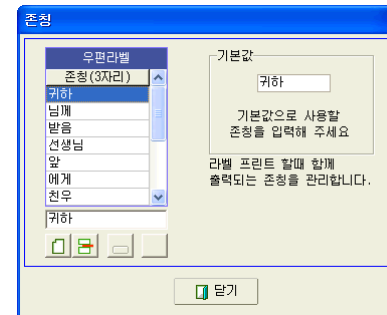 존칭
우편라벨
존칭(3자리)
귀하
님께
받음
선생님
앞
에게
친우
귀하
기본값
귀하
기본값으로 사용할
존칭을 입력해 주세요
라벨 프린트 할때 함께
출력되는 존칭을 관리합니다.
닫기